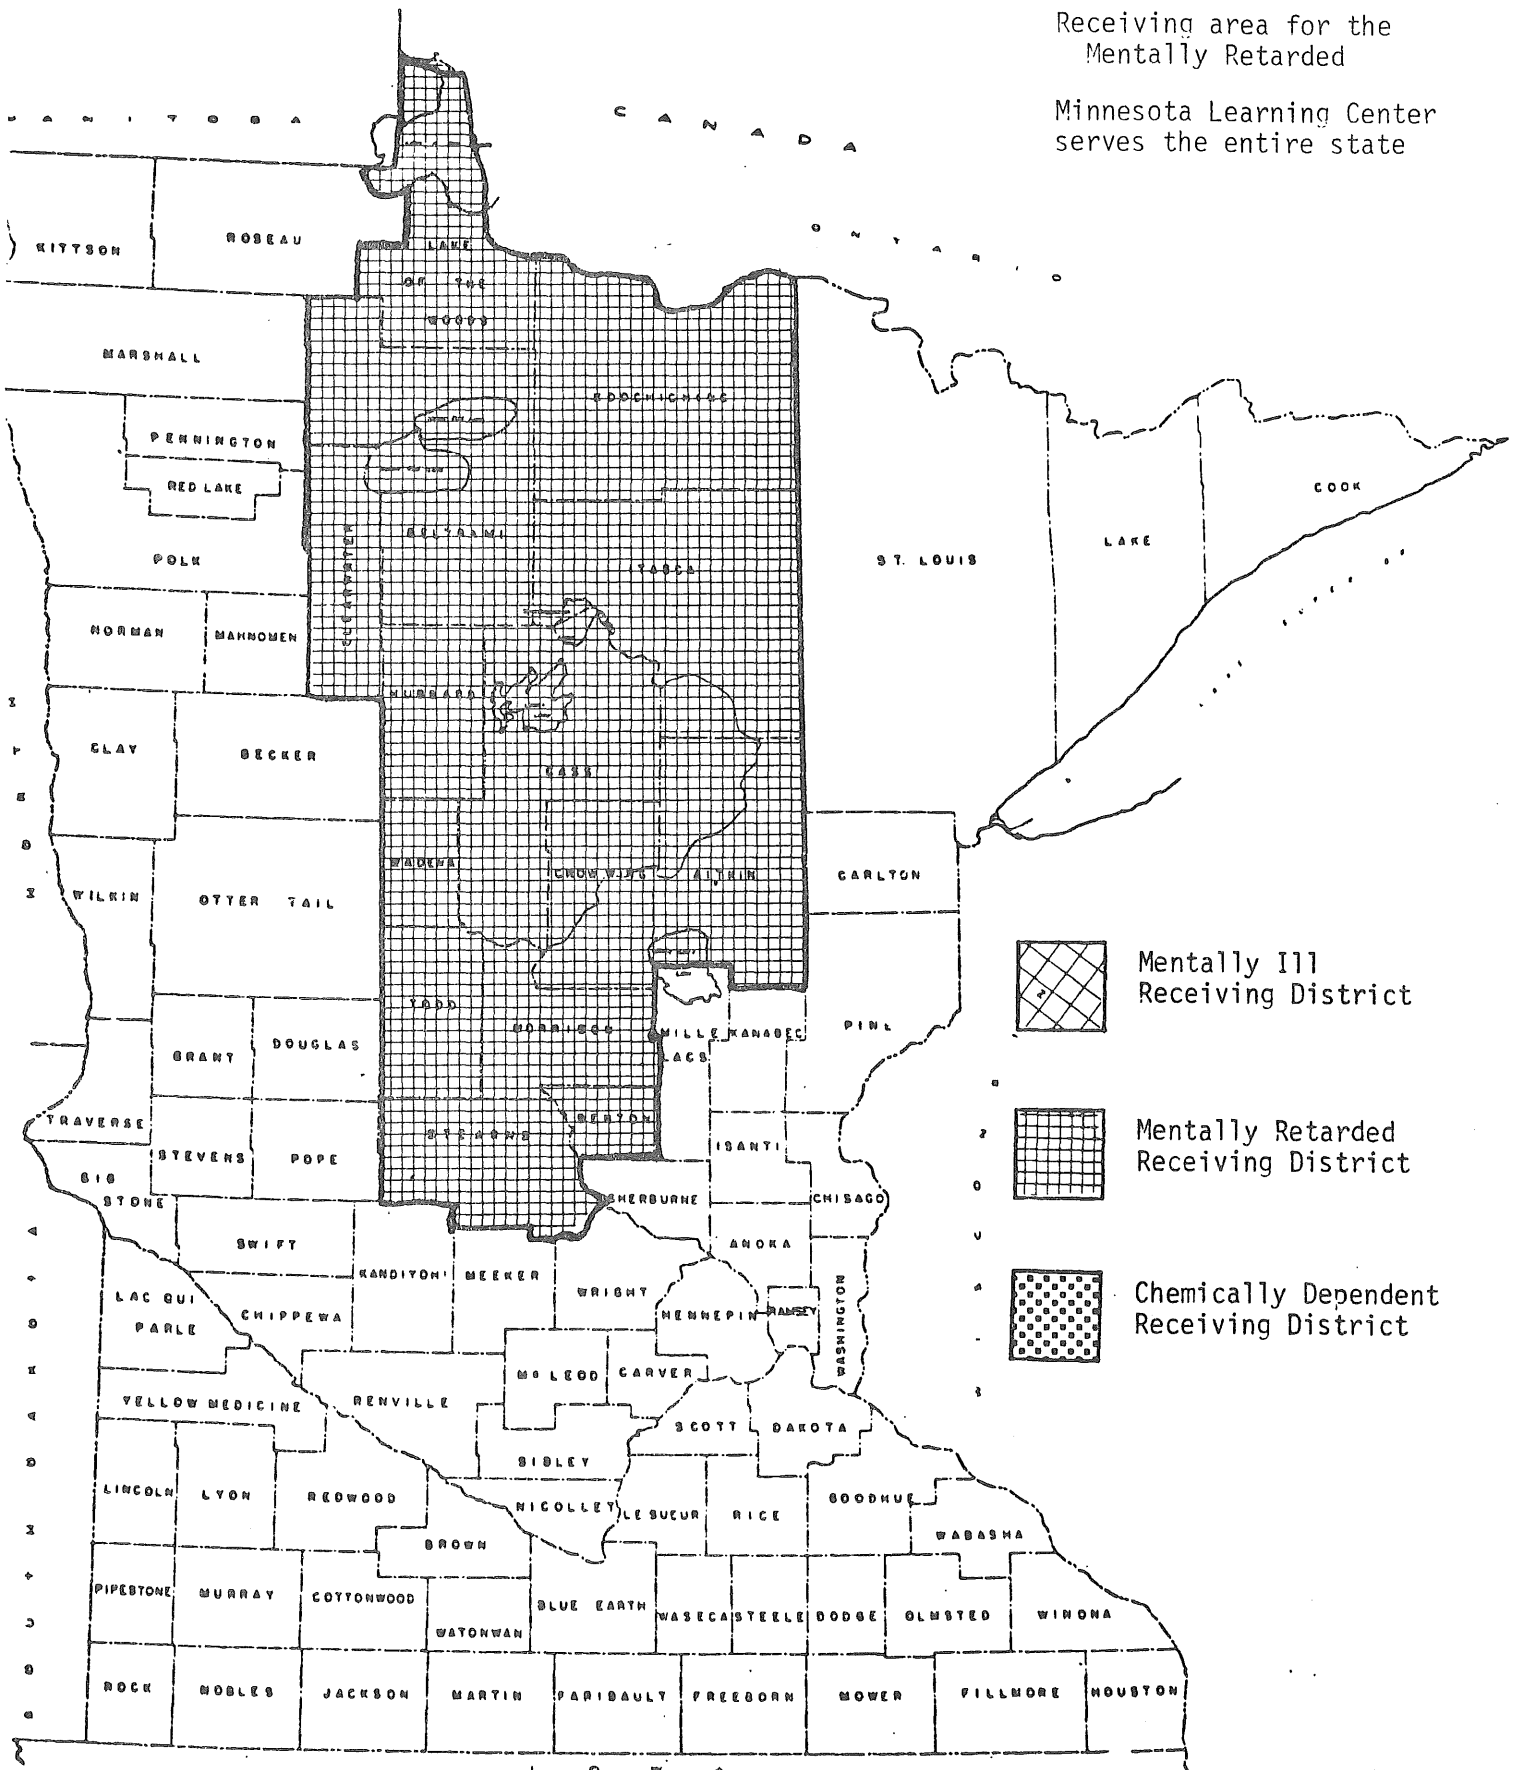 Receiving area for the
Mentally Retarded
Minnesota Learning Center
serves the entire state
C A N A D A
O N T A R I O
KITTSON
ROSEAU
LAKE
OF THE
WOODS
MARSHALL
KOOCHICHING
PENNINGTON
RED LAKE
POLK
CLEARWATER
BELTRAMI
ITASCA
ST. LOUIS
LAKE
COOK
NORMAN
MAHNOMEN
HUBBARD
CLAY
BECKER
CASS
WADENA
CROW WING
AITKIN
CARLTON
WILKIN
OTTER TAIL
Mentally Ill
Receiving District
TODD
MORRISON
MILLE
LACS
KANABEC
PINE
GRANT
DOUGLAS
Mentally Retarded
Receiving District
TRAVERSE
STEVENS
POPE
STEARNS
BENTON
ISANTI
BIG
STONE
SHERBURNE
CHISAGO
SWIFT
KANDIYOHI
MEEKER
WRIGHT
ANOKA
HENNEPIN
RAMSEY
WASHINGTON
Chemically Dependent
Receiving District
LAC QUI
PARLE
CHIPPEWA
YELLOW MEDICINE
RENVILLE
McLEOD
CARVER
SCOTT
DAKOTA
SIBLEY
LINCOLN
LYON
REDWOOD
NICOLLET
LE SUEUR
RICE
GOODHUE
WABASHA
BROWN
PIPESTONE
MURRAY
COTTONWOOD
WATONWAN
BLUE EARTH
WASECA
STEELE
DODGE
OLMSTED
WINONA
ROCK
NOBLES
JACKSON
MARTIN
FARIBAULT
FREEBORN
MOWER
FILLMORE
HOUSTON